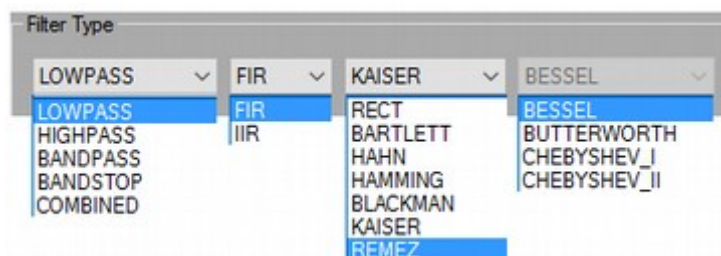 Filter Type
LOWPASS FIR KAISER BESSEL
LOWPASS FIR RECT BESSEL
HIGHPASS IIR BARTLETT BUTTERWORTH
BANDPASS HAHN CHEBYSHEV_I
BANDSTOP HAMMING CHEBYSHEV_II
COMBINED BLACKMAN
KAISER
REMEZ